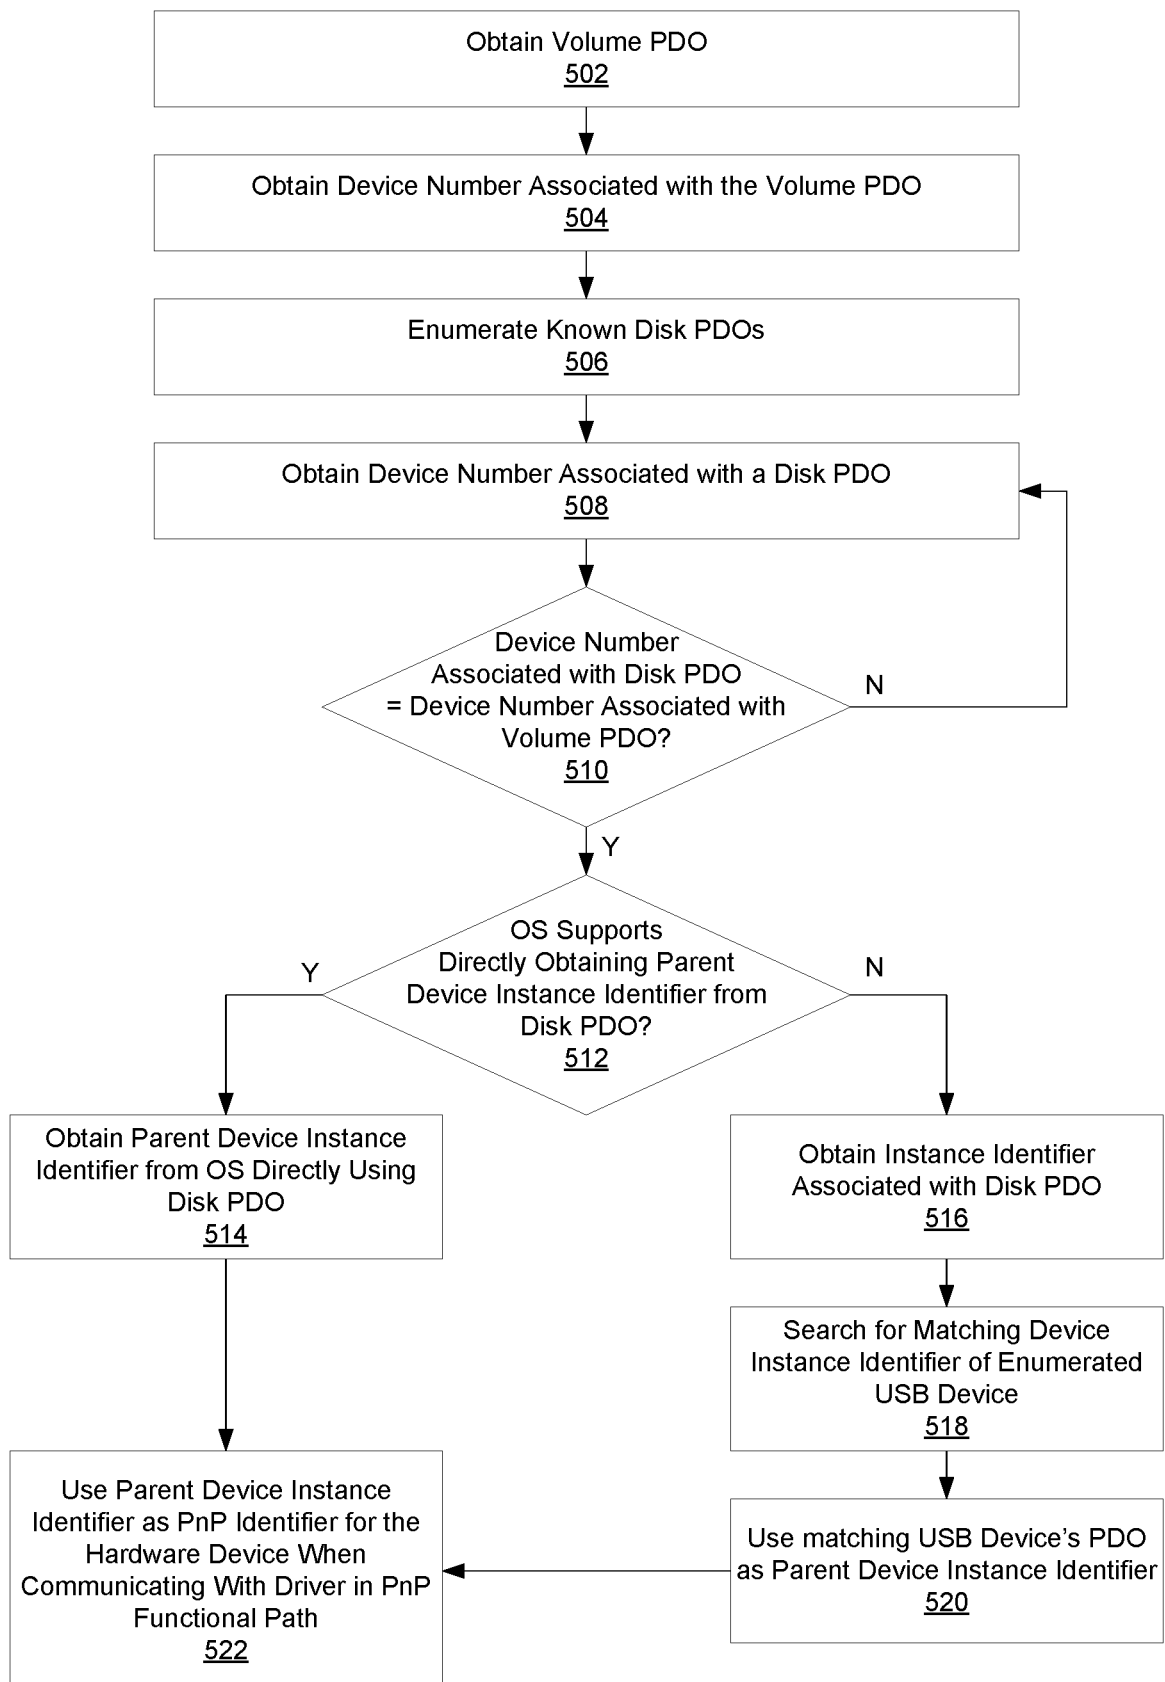 Obtain Volume PDO
502
Obtain Device Number Associated with the Volume PDO
504
Enumerate Known Disk PDOs
506
Obtain Device Number Associated with a Disk PDO
508
Device Number
Associated with Disk PDO
= Device Number Associated with
Volume PDO?
510
N
Y
OS Supports
Directly Obtaining Parent
Device Instance Identifier from
Disk PDO?
512
Y
N
Obtain Parent Device Instance
Identifier from OS Directly Using
Disk PDO
514
Obtain Instance Identifier
Associated with Disk PDO
516
Search for Matching Device
Instance Identifier of Enumerated
USB Device
518
Use matching USB Device's PDO
as Parent Device Instance Identifier
520
Use Parent Device Instance
Identifier as PnP Identifier for the
Hardware Device When
Communicating With Driver in PnP
Functional Path
522